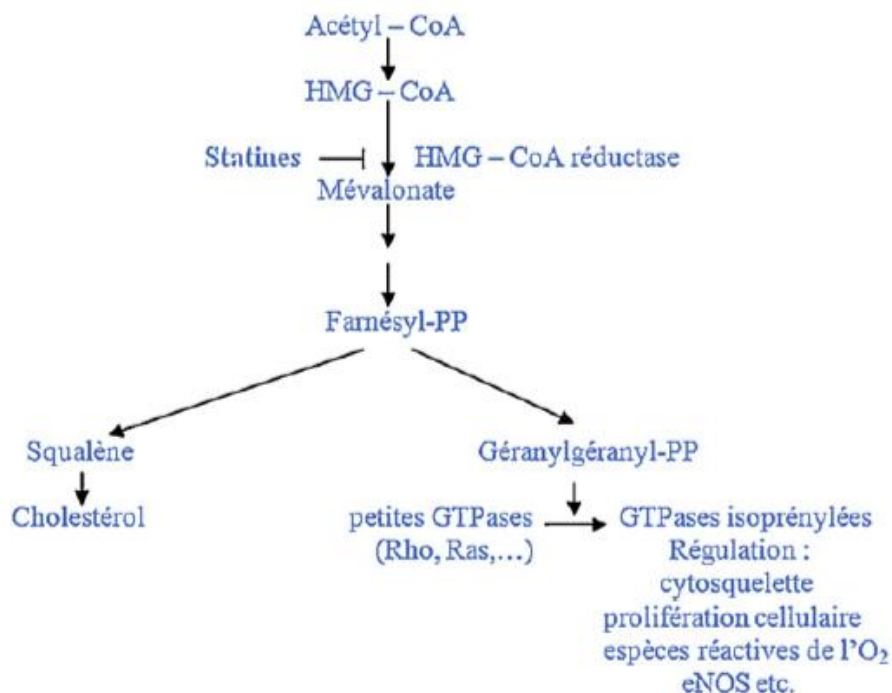 Acétyl – CoA
HMG – CoA
Statines
HMG – CoA réductase
Mévalonate
Farnésyl-PP
Squalène
Géranylgéranyl-PP
Cholestérol
petites GTPases
(Rho, Ras,…)
GTPases isoprénylées
Régulation :
cytosquelette
prolifération cellulaire
espèces réactives de l’O₂
eNOS etc.